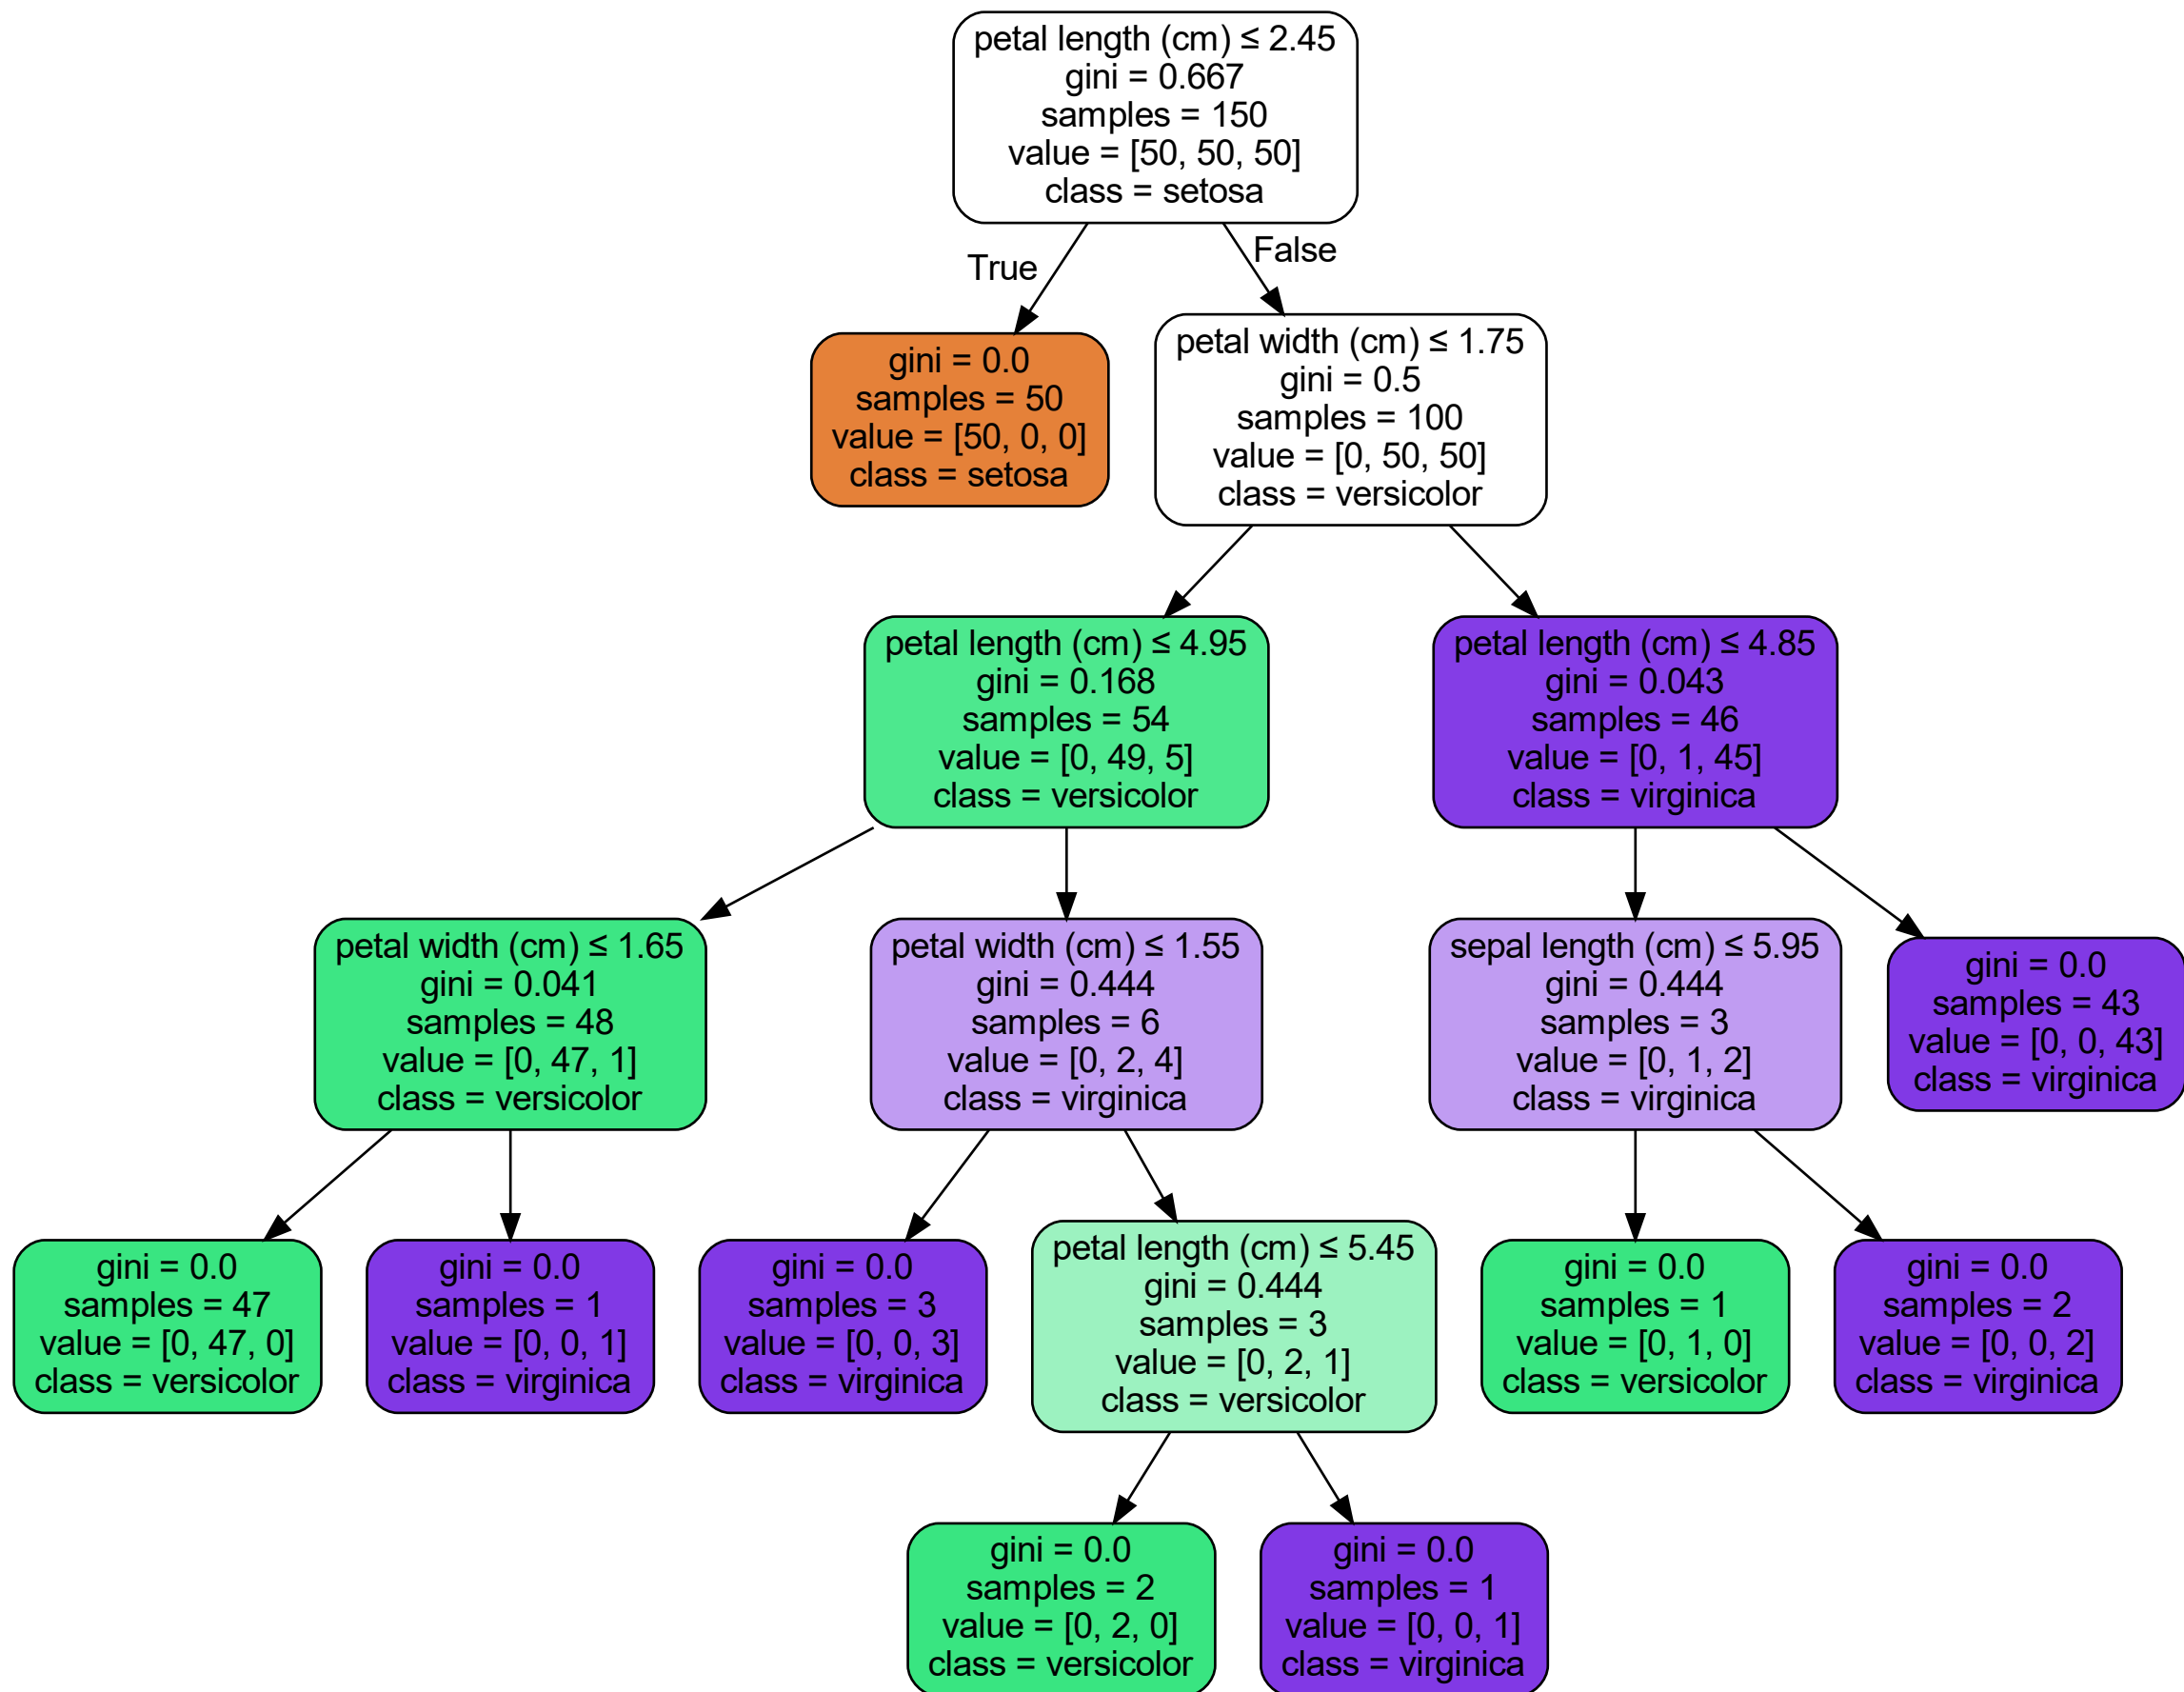 petal length (cm) ≤ 2.45
gini = 0.667
samples = 150
value = [50, 50, 50]
class = setosa
True
False
gini = 0.0
samples = 50
value = [50, 0, 0]
class = setosa
petal width (cm) ≤ 1.75
gini = 0.5
samples = 100
value = [0, 50, 50]
class = versicolor
petal length (cm) ≤ 4.95
gini = 0.168
samples = 54
value = [0, 49, 5]
class = versicolor
petal length (cm) ≤ 4.85
gini = 0.043
samples = 46
value = [0, 1, 45]
class = virginica
petal width (cm) ≤ 1.65
gini = 0.041
samples = 48
value = [0, 47, 1]
class = versicolor
petal width (cm) ≤ 1.55
gini = 0.444
samples = 6
value = [0, 2, 4]
class = virginica
sepal length (cm) ≤ 5.95
gini = 0.444
samples = 3
value = [0, 1, 2]
class = virginica
gini = 0.0
samples = 43
value = [0, 0, 43]
class = virginica
gini = 0.0
samples = 47
value = [0, 47, 0]
class = versicolor
gini = 0.0
samples = 1
value = [0, 0, 1]
class = virginica
gini = 0.0
samples = 3
value = [0, 0, 3]
class = virginica
petal length (cm) ≤ 5.45
gini = 0.444
samples = 3
value = [0, 2, 1]
class = versicolor
gini = 0.0
samples = 1
value = [0, 1, 0]
class = versicolor
gini = 0.0
samples = 2
value = [0, 0, 2]
class = virginica
gini = 0.0
samples = 2
value = [0, 2, 0]
class = versicolor
gini = 0.0
samples = 1
value = [0, 0, 1]
class = virginica